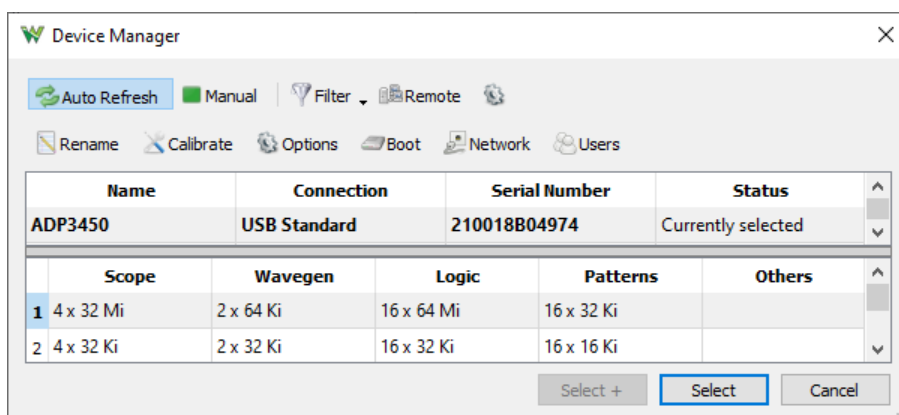 Device Manager
Auto Refresh Manual Filter Remote
Rename Calibrate Options Boot Network Users
Name Connection Serial Number Status
ADP3450 USB Standard 210018B04974 Currently selected
Scope Wavegen Logic Patterns Others
1 4 x 32 Mi 2 x 64 Ki 16 x 64 Mi 16 x 32 Ki
2 4 x 32 Ki 2 x 32 Ki 16 x 32 Ki 16 x 16 Ki
Select + Select Cancel